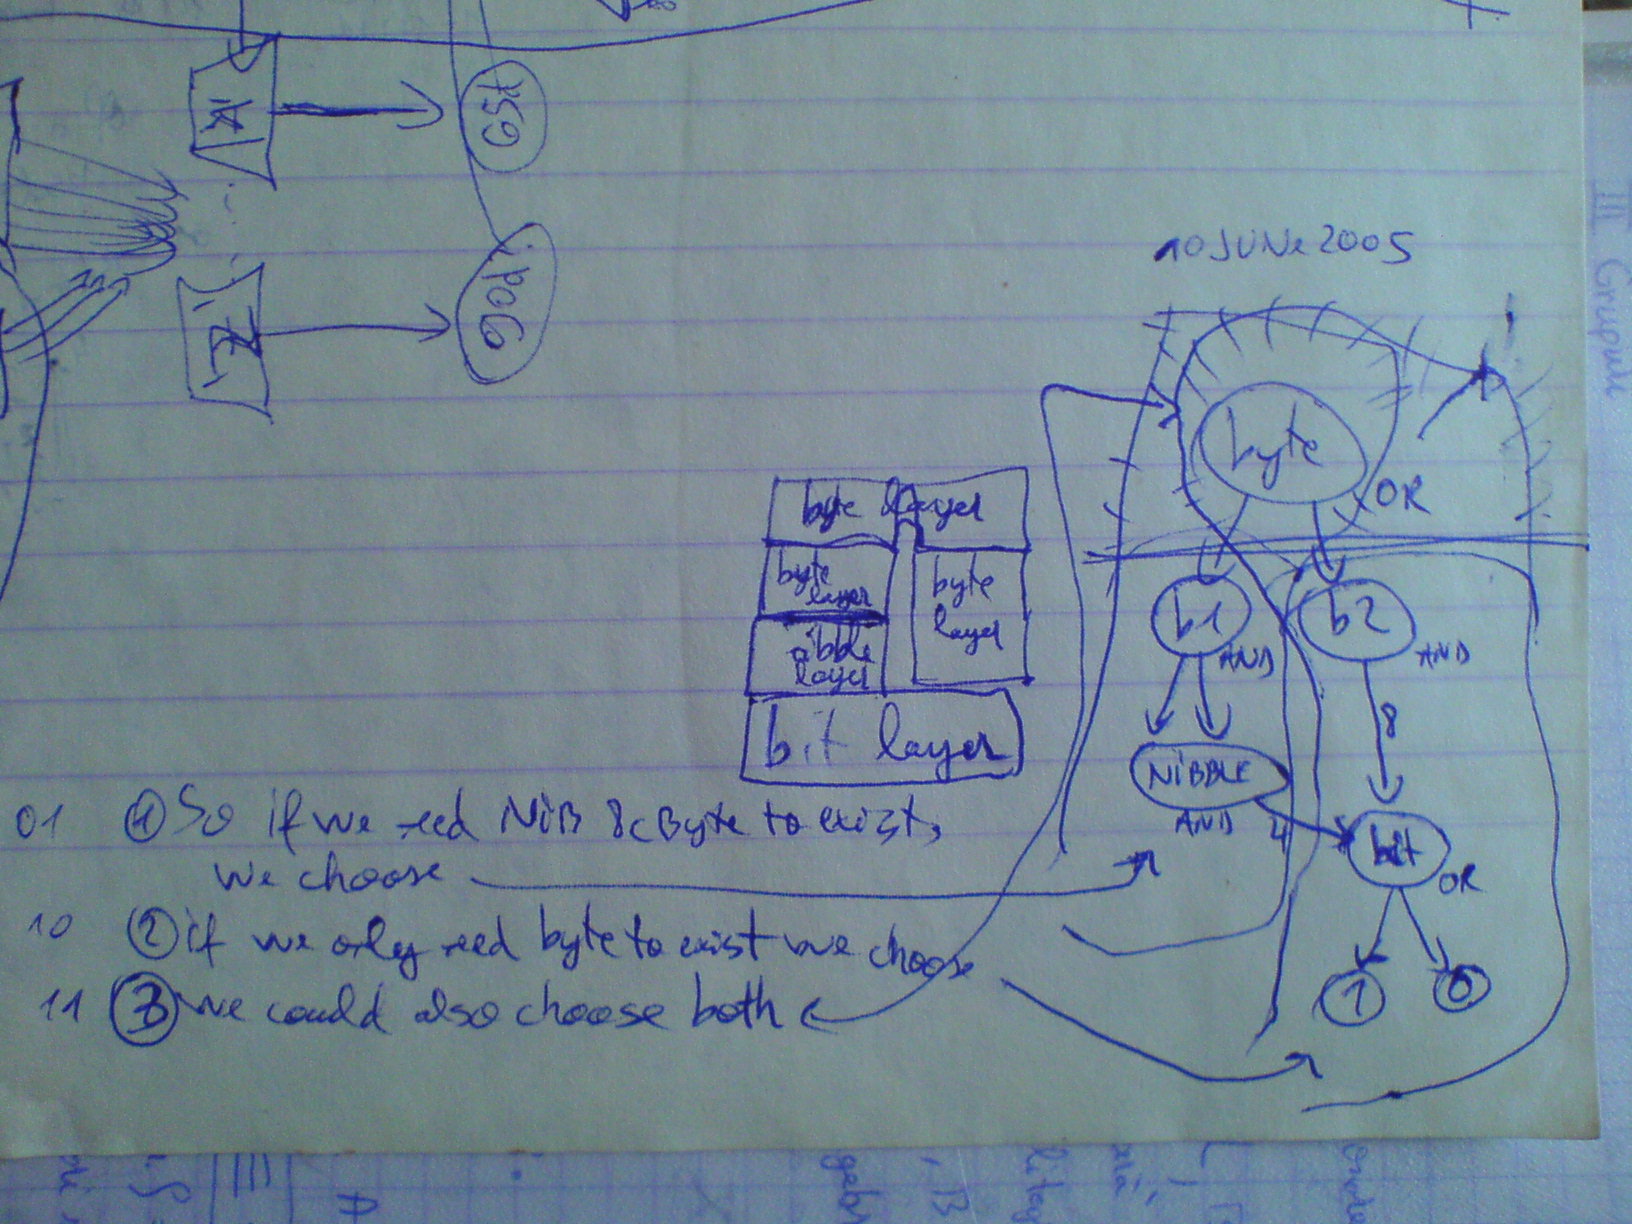 10 JUNe 2005
byte
OR
b1
AND
b2
AND
8
NiBBLE
AND
4
bit
OR
1
0
byte layer
byte
layer
byte
layer
nibble
layer
bit layer
01 ① So if we need NiB & Byte to exist,
we choose
10 ② if we only need byte to exist we choose
11 ③ we could also choose both
III Grupuri